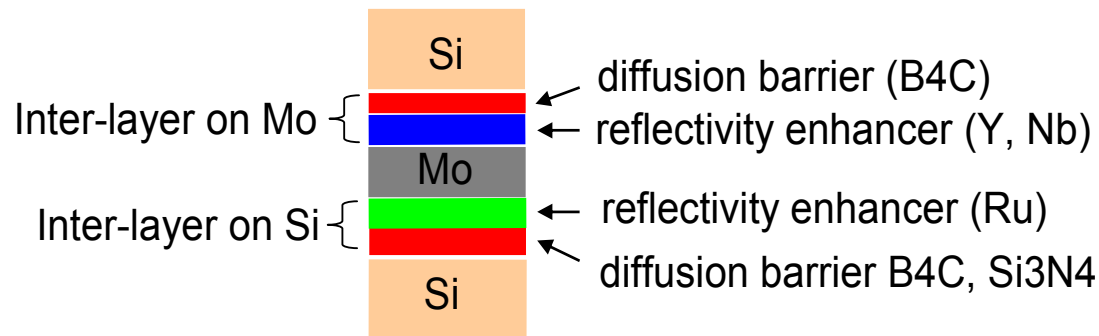 Si
diffusion barrier (B4C)
Inter-layer on Mo
reflectivity enhancer (Y, Nb)
Mo
reflectivity enhancer (Ru)
Inter-layer on Si
diffusion barrier B4C, Si3N4
Si